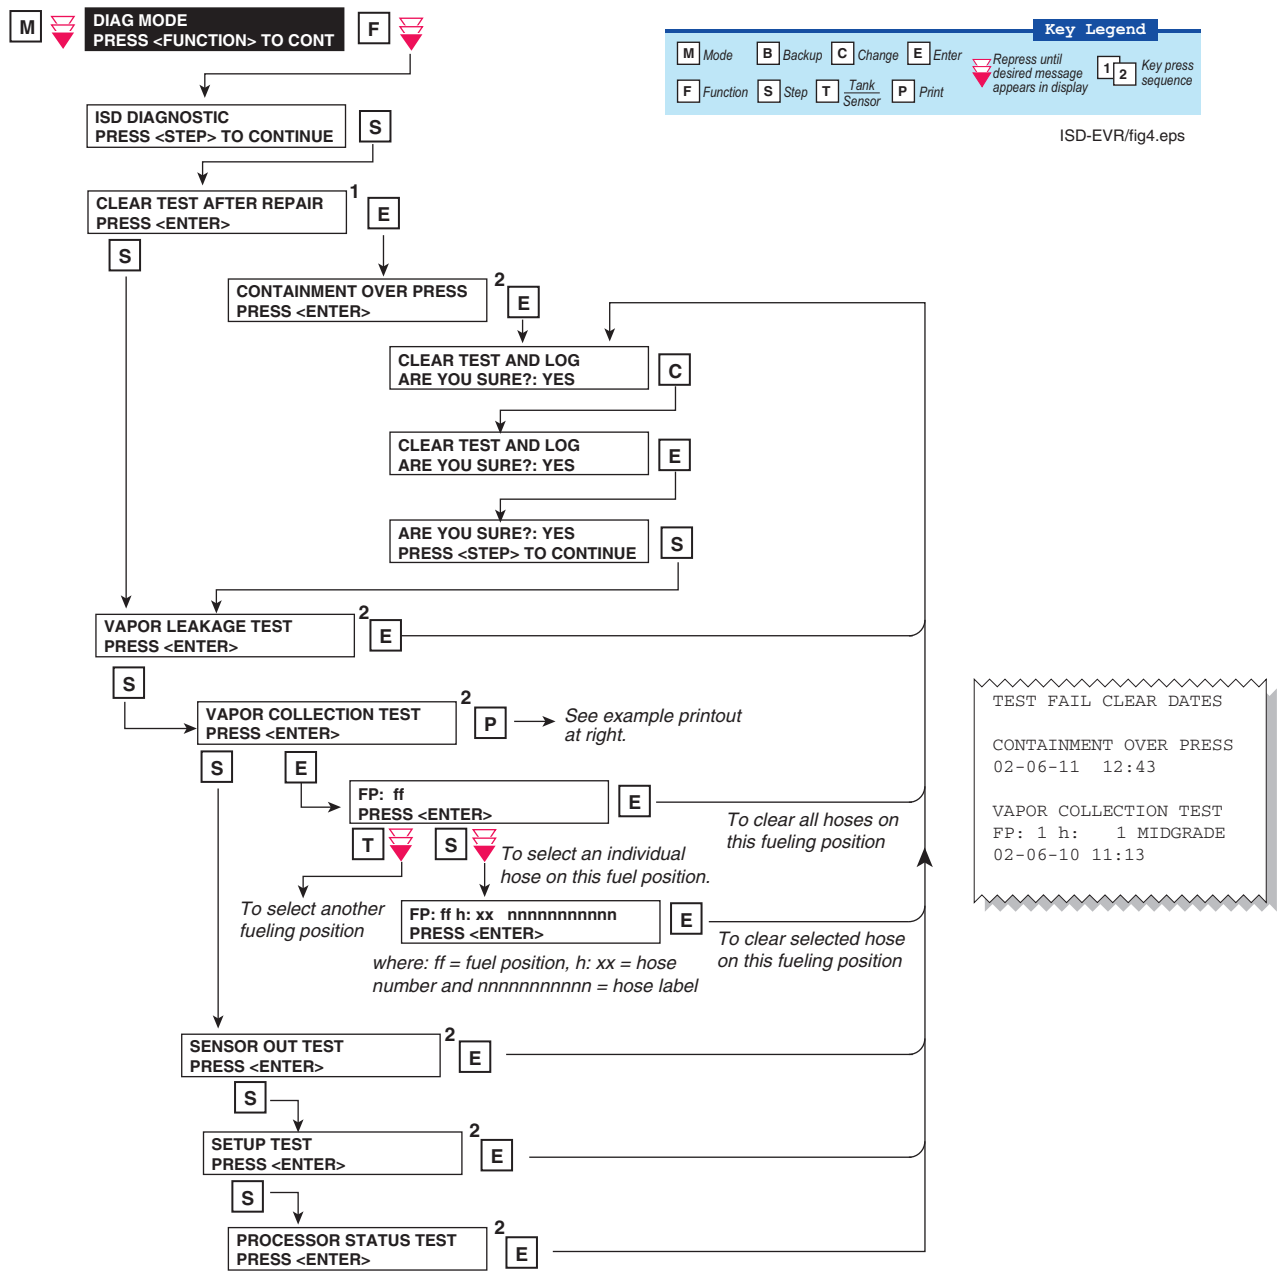 M
DIAG MODE
PRESS <FUNCTION> TO CONT
F
Key Legend
M Mode
B Backup
C Change
E Enter
Repress until
desired message
appears in display
1 2
Key press
sequence
F Function
S Step
T Tank
Sensor
P Print
ISD-EVR/fig4.eps
ISD DIAGNOSTIC
PRESS <STEP> TO CONTINUE
S
CLEAR TEST AFTER REPAIR
PRESS <ENTER>
1
E
S
CONTAINMENT OVER PRESS
PRESS <ENTER>
2
E
CLEAR TEST AND LOG
ARE YOU SURE?: YES
C
CLEAR TEST AND LOG
ARE YOU SURE?: YES
E
ARE YOU SURE?: YES
PRESS <STEP> TO CONTINUE
S
VAPOR LEAKAGE TEST
PRESS <ENTER>
2
E
S
VAPOR COLLECTION TEST
PRESS <ENTER>
2
P
See example printout
at right.
S
E
FP: ff
PRESS <ENTER>
E
To clear all hoses on
this fueling position
T
S
To select an individual
hose on this fuel position.
To select another
fueling position
FP: ff h: xx nnnnnnnnnnn
PRESS <ENTER>
E
To clear selected hose
on this fueling position
where: ff = fuel position, h: xx = hose
number and nnnnnnnnnnn = hose label
SENSOR OUT TEST
PRESS <ENTER>
2
E
S
SETUP TEST
PRESS <ENTER>
2
E
S
PROCESSOR STATUS TEST
PRESS <ENTER>
2
E
TEST FAIL CLEAR DATES
CONTAINMENT OVER PRESS
02-06-11 12:43
VAPOR COLLECTION TEST
FP: 1 h: 1 MIDGRADE
02-06-10 11:13